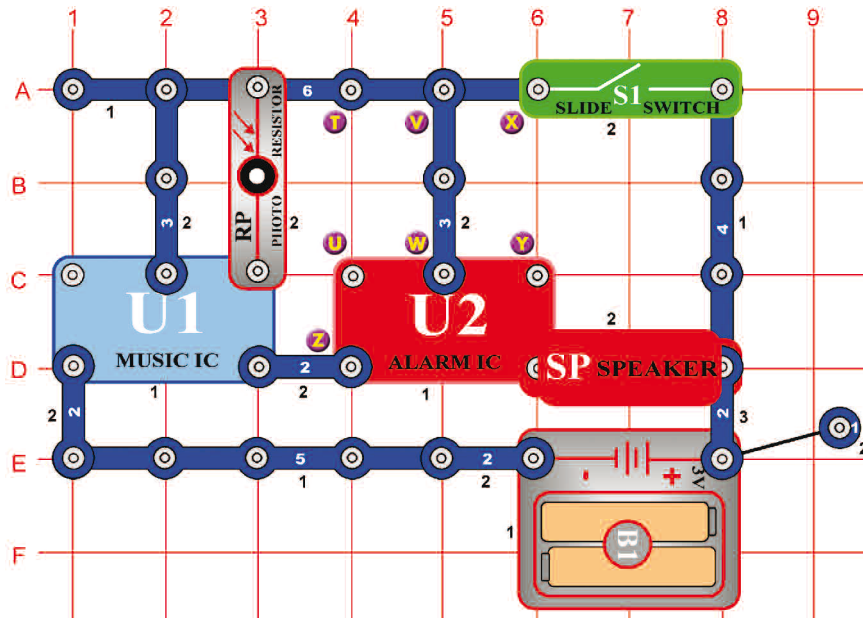 1 2 3 4 5 6 7 8 9
A
1
6
S1
SLIDE SWITCH
2
T V X
RESISTOR
PHOTO
RP
2
B
3 2
3 2
4 1
U W Y
C
U1
MUSIC IC
1
U2
ALARM IC
1
2
Z
D
2
2
SP SPEAKER
2 2
2 3
1
2
E
5
1
2
2
- + 3V
1
B1
F